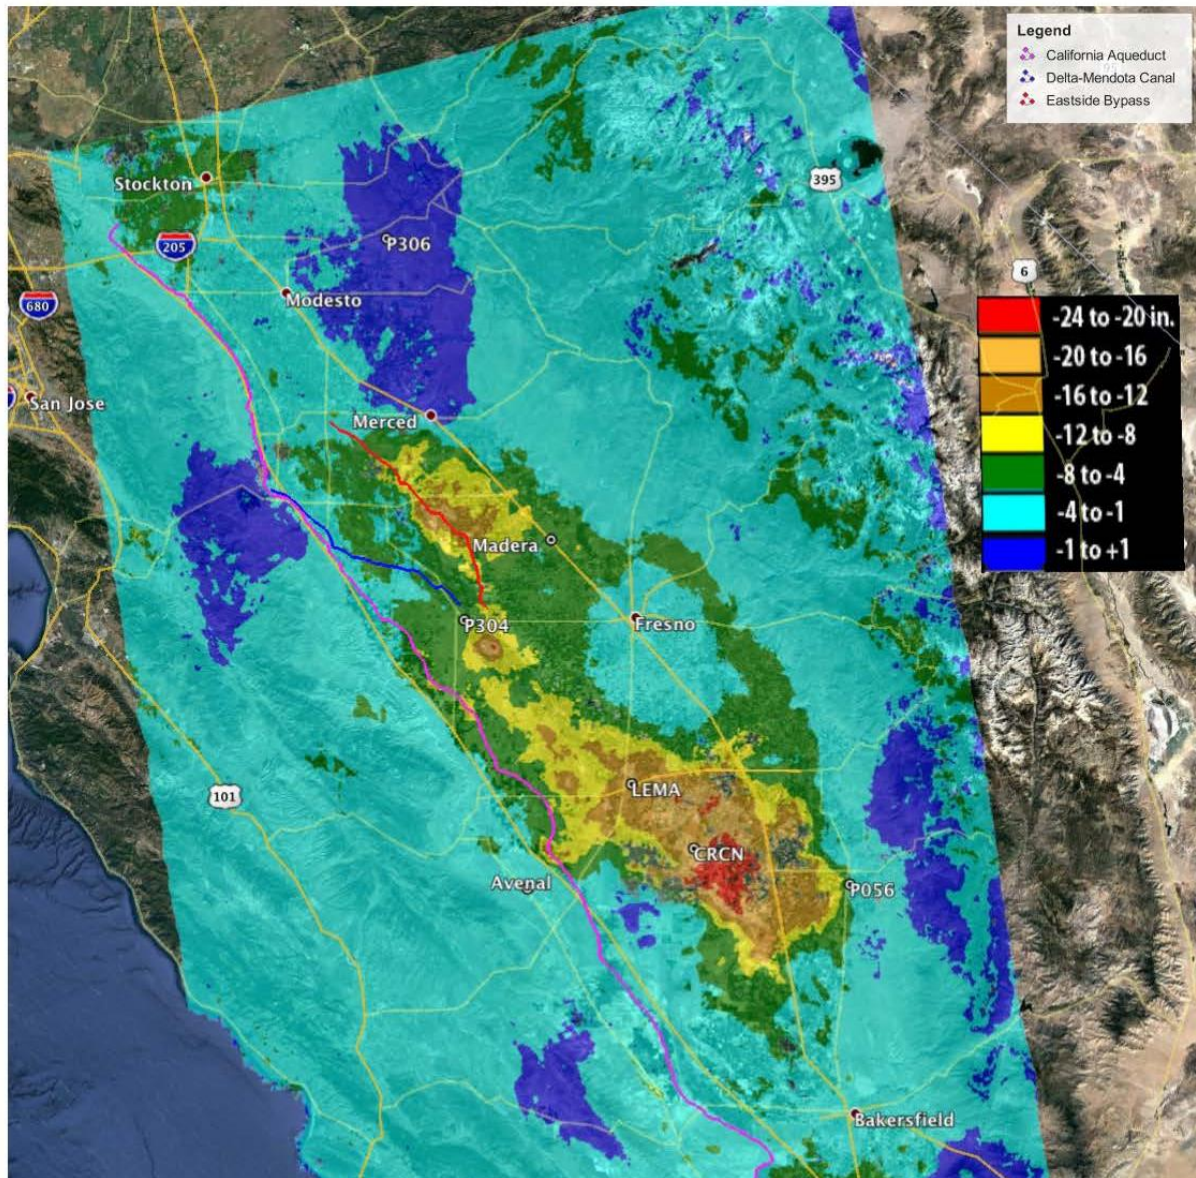 Legend
California Aqueduct
Delta-Mendota Canal
Eastside Bypass
Stockton
395
205
P306
6
Modesto
680
-24 to -20 in.
-20 to -16
-16 to -12
-12 to -8
-8 to -4
-4 to -1
-1 to +1
San Jose
Merced
Madera
P304
Fresno
LEMA
101
CRCN
Avenal
P056
Bakersfield